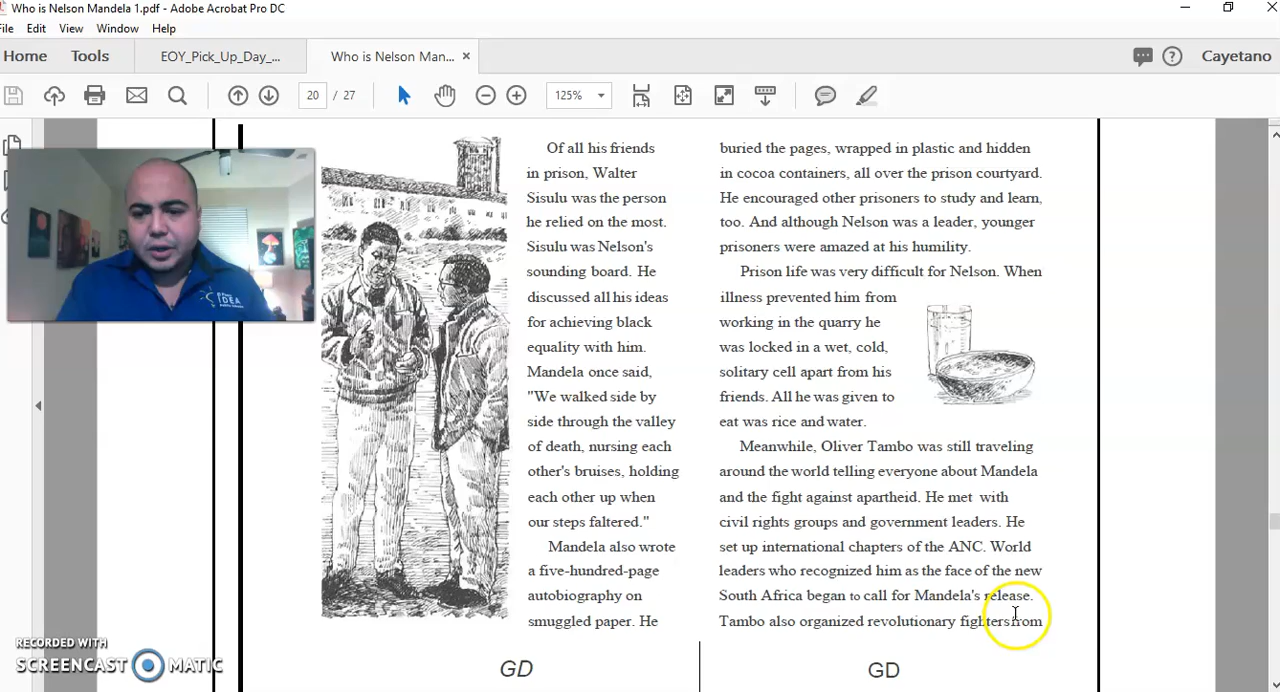 Who is Nelson Mandela 1.pdf - Adobe Acrobat Pro DC
File Edit View Window Help
Home Tools EOY_Pick_Up_Day_... Who is Nelson Man... × Cayetano
20 / 27 125%
Of all his friends
in prison, Walter
Sisulu was the person
he relied on the most.
Sisulu was Nelson's
sounding board. He
discussed all his ideas
for achieving black
equality with him.
Mandela once said,
"We walked side by
side through the valley
of death, nursing each
other's bruises, holding
each other up when
our steps faltered."
Mandela also wrote
a five-hundred-page
autobiography on
smuggled paper. He
GD
buried the pages, wrapped in plastic and hidden
in cocoa containers, all over the prison courtyard.
He encouraged other prisoners to study and learn,
too. And although Nelson was a leader, younger
prisoners were amazed at his humility.
Prison life was very difficult for Nelson. When
illness prevented him from
working in the quarry he
was locked in a wet, cold,
solitary cell apart from his
friends. All he was given to
eat was rice and water.
Meanwhile, Oliver Tambo was still traveling
around the world telling everyone about Mandela
and the fight against apartheid. He met with
civil rights groups and government leaders. He
set up international chapters of the ANC. World
leaders who recognized him as the face of the new
South Africa began to call for Mandela's release.
Tambo also organized revolutionary fighters from
GD
IDEA
RECORDED WITH
SCREENCAST MATIC